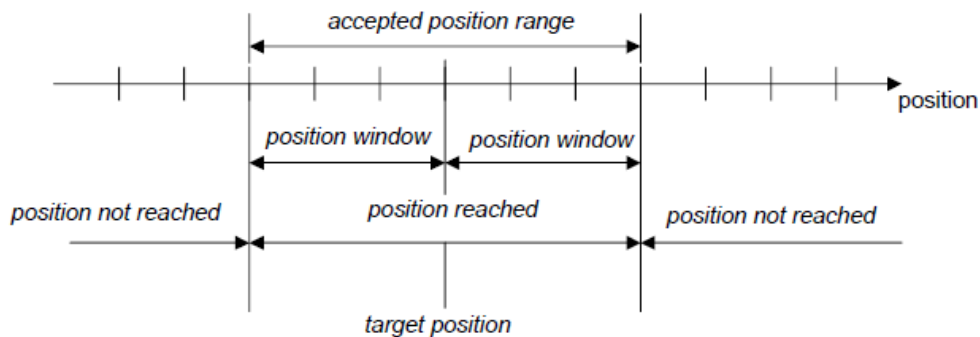 accepted position range
position
position window
position window
position not reached
position reached
position not reached
target position